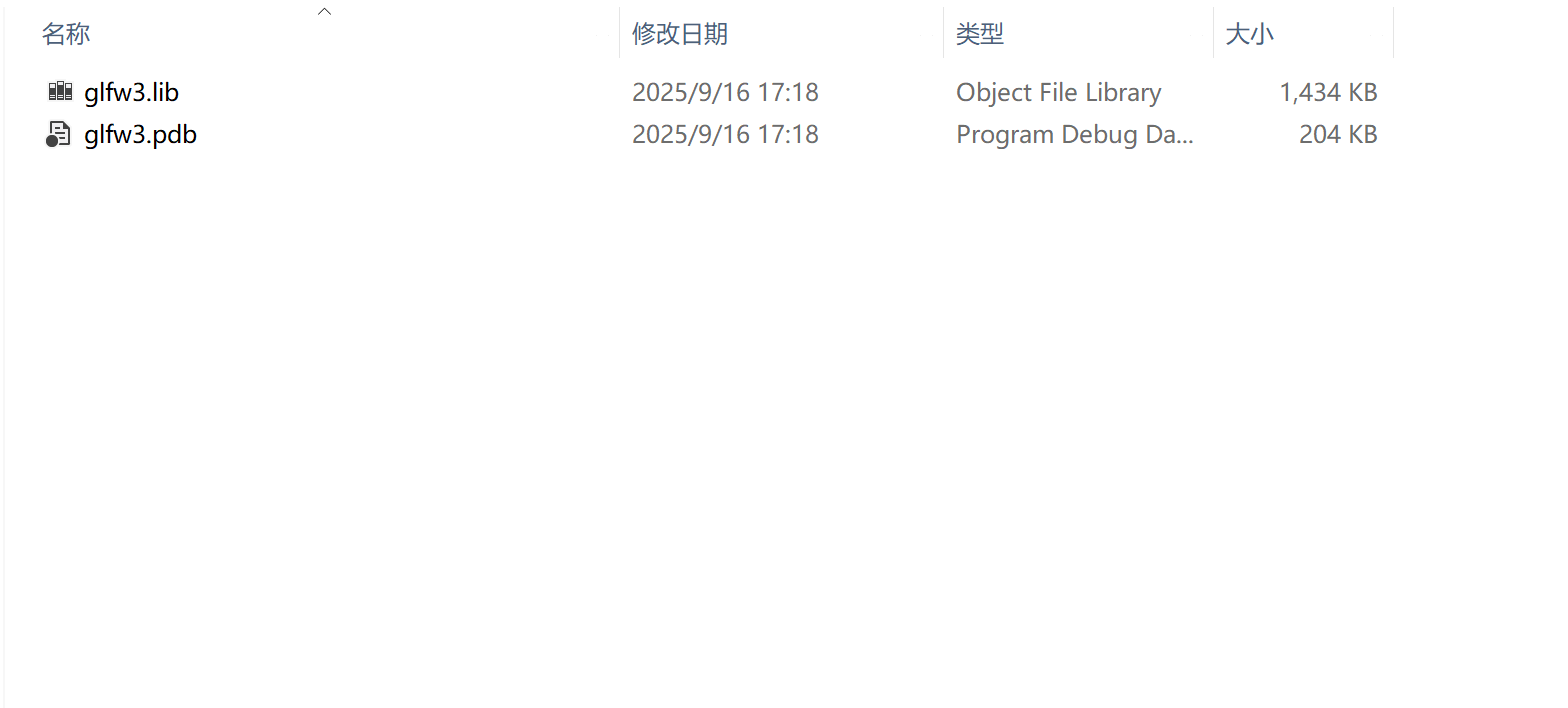 名称 修改日期 类型 大小
glfw3.lib 2025/9/16 17:18 Object File Library 1,434 KB
glfw3.pdb 2025/9/16 17:18 Program Debug Da... 204 KB